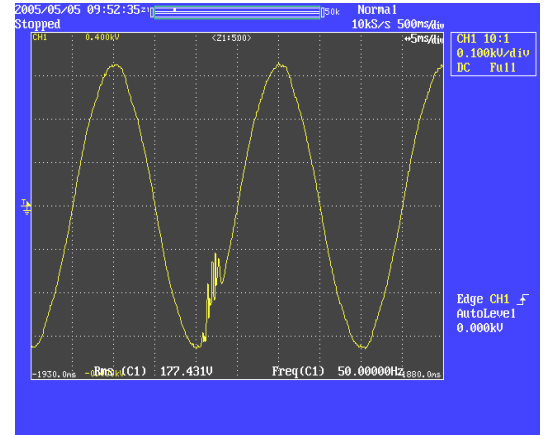 2005/05/05 09:52:35 50k Normal
Stopped 10kS/s 500ms/div
CH1 0.400kV <Z1:500> 5ms/div
CH1 10:1
0.100kV/div
DC Full
T
Edge CH1
AutoLevel
0.000kV
Rms (C1) 177.431V Freq(C1) 50.00000Hz
-1930.0ms -1880.0ms